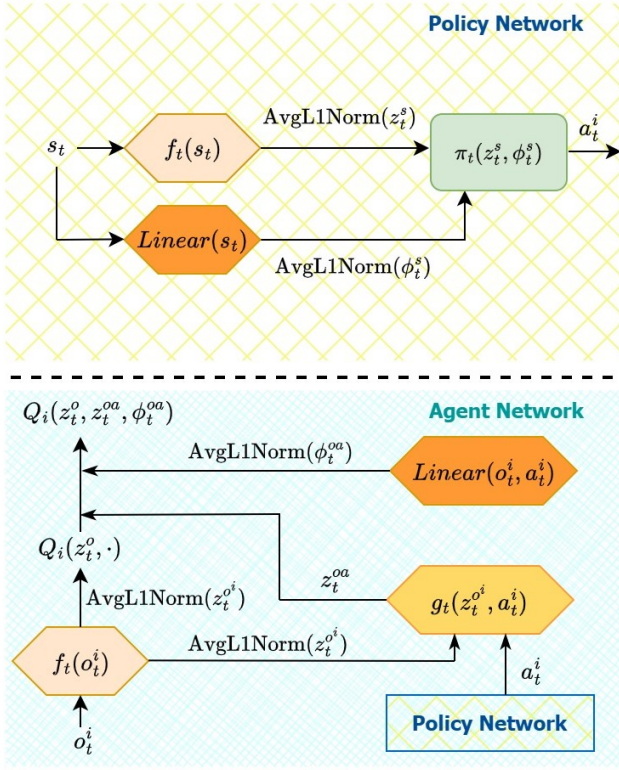 Policy Network
AvgL1Norm(z_t^s)
a_t^i
s_t
f_t(s_t)
π_t(z_t^s, ϕ_t^s)
Linear(s_t)
AvgL1Norm(ϕ_t^s)
Agent Network
Q_i(z_t^o, z_t^{oa}, ϕ_t^{oa})
AvgL1Norm(ϕ_t^{oa})
Linear(o_t^i, a_t^i)
Q_i(z_t^o, ·)
z_t^{oa}
AvgL1Norm(z_t^{o^i})
g_t(z_t^{o^i}, a_t^i)
AvgL1Norm(z_t^{o^i})
f_t(o_t^i)
a_t^i
Policy Network
o_t^i